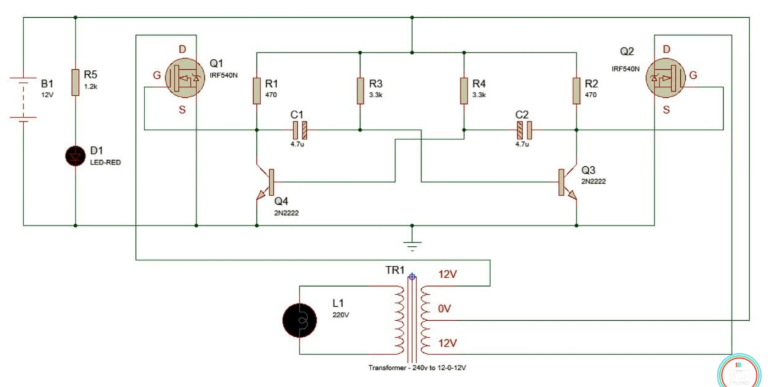 B1
12V
R5
1.2k
D1
LED-RED
D
G
S
Q1
IRF540N
R1
470
C1
4.7u
R3
3.3k
R4
3.3k
C2
4.7u
R2
470
Q2
IRF540N
D
G
S
Q4
2N2222
Q3
2N2222
TR1
12V
0V
12V
L1
220V
Transformer - 240v to 12-0-12V